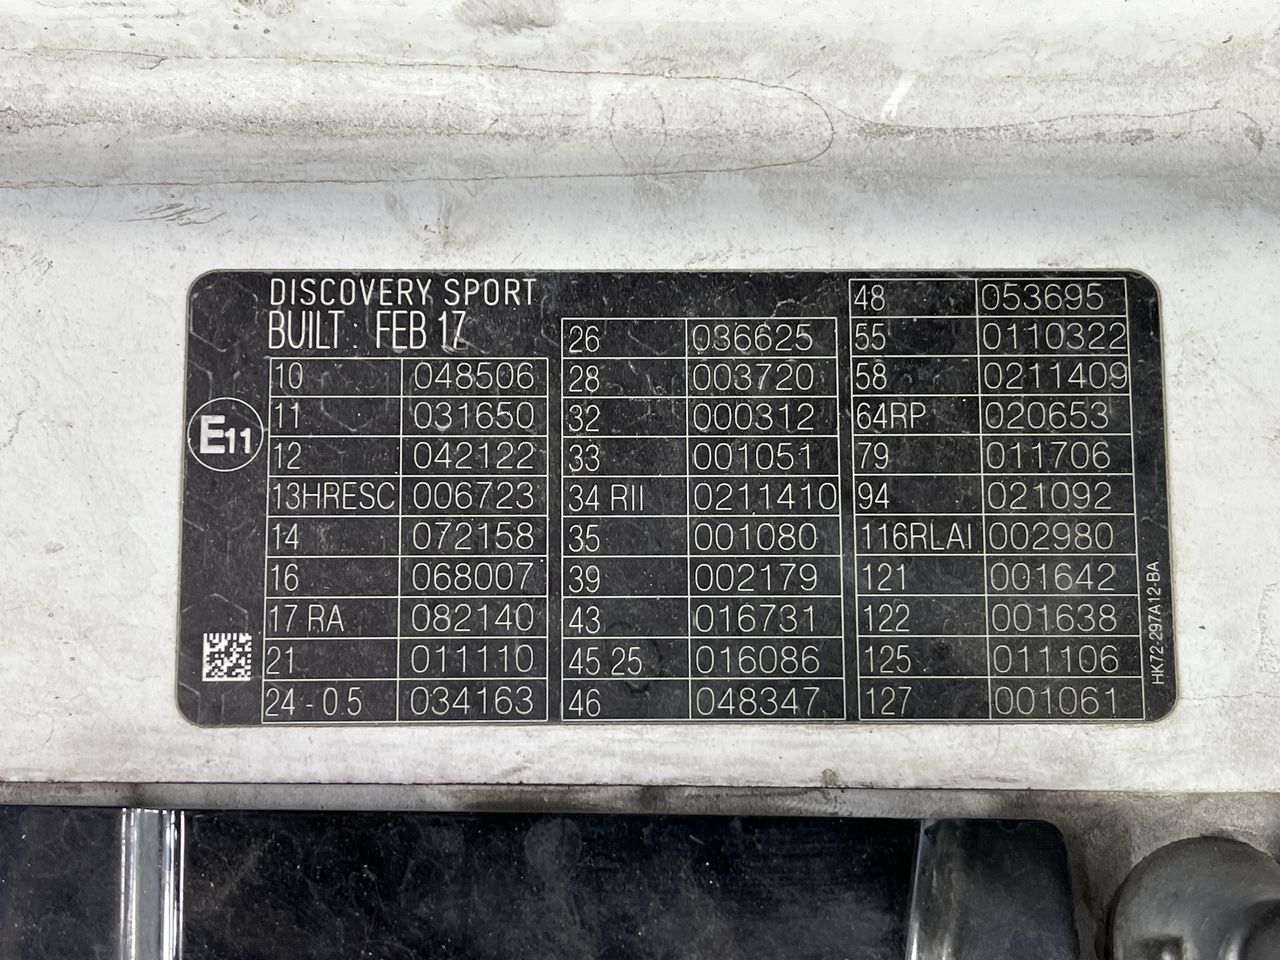 DISCOVERY SPORT
BUILT : FEB 17
E11
10 048506
11 031650
12 042122
13HRESC 006723
14 072158
16 068007
17 RA 082140
21 011110
24 - 0.5 034163
26 036625
28 003720
32 000312
33 001051
34 RII 0211410
35 001080
39 002179
43 016731
45 25 016086
46 048347
48 053695
55 0110322
58 0211409
64RP 020653
79 011706
94 021092
116RLAI 002980
121 001642
122 001638
125 011106
127 001061
HK72-297A12-BA